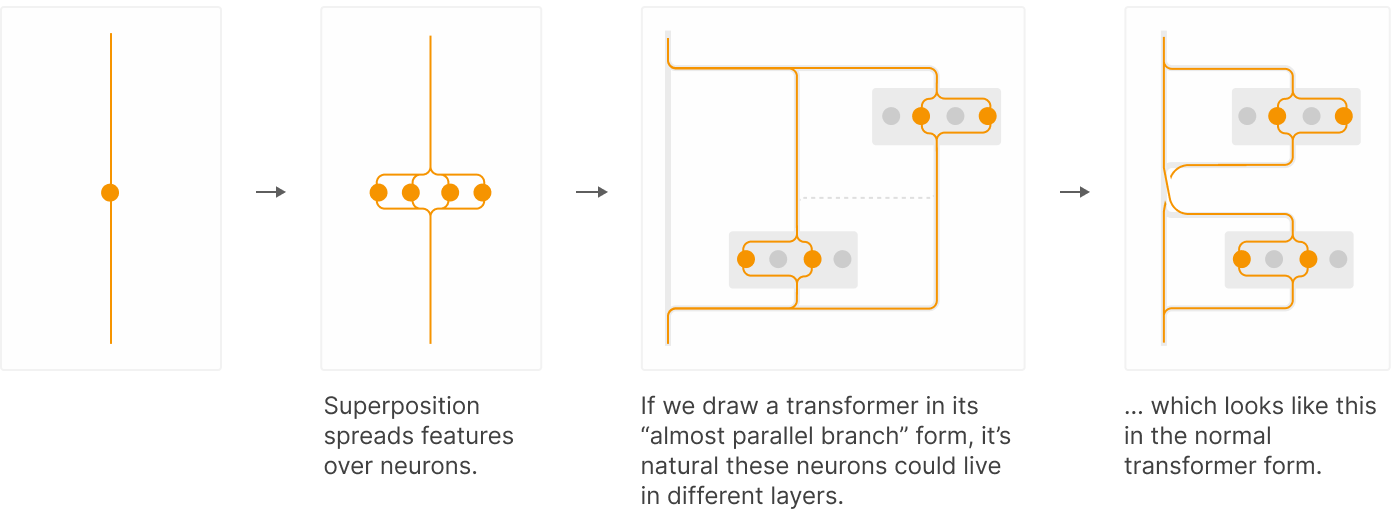 Superposition
spreads features
over neurons.
If we draw a transformer in its
“almost parallel branch” form, it’s
natural these neurons could live
in different layers.
... which looks like this
in the normal
transformer form.